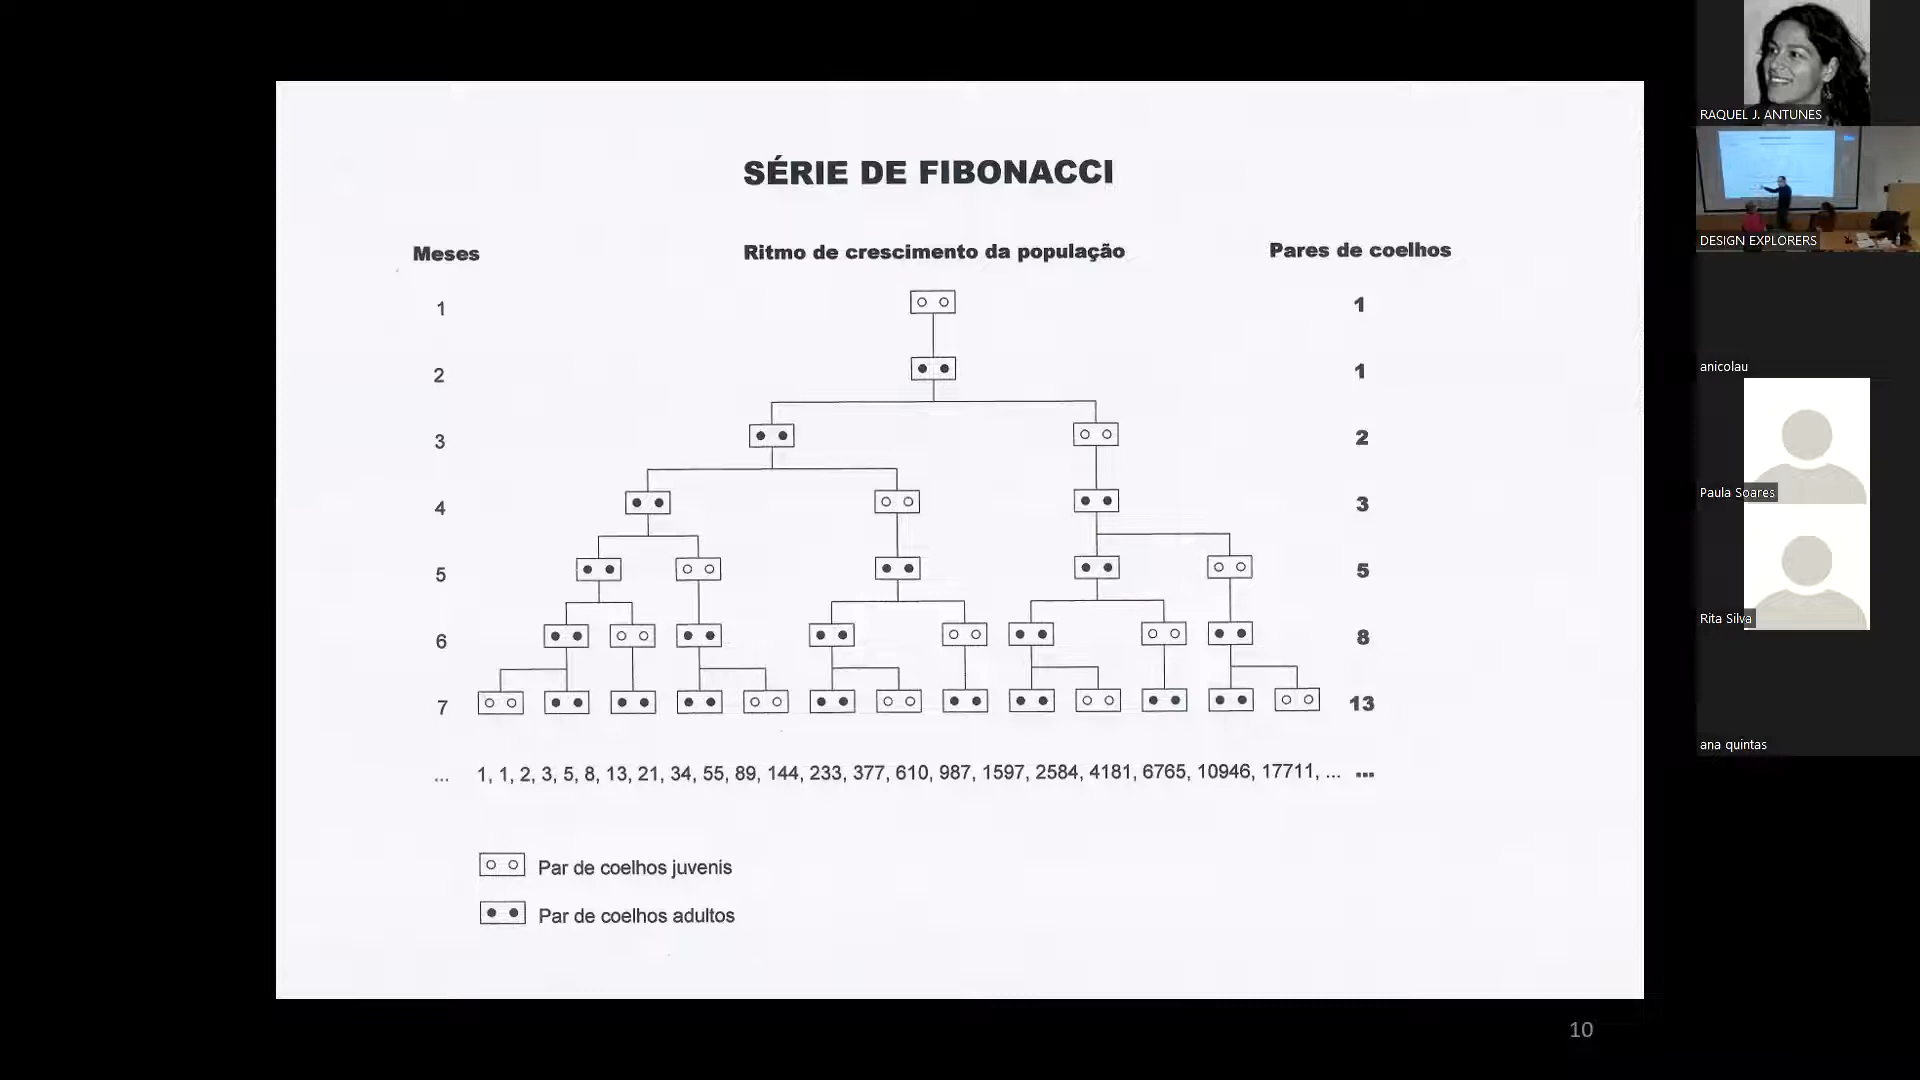 SÉRIE DE FIBONACCI
Meses Ritmo de crescimento da população Pares de coelhos
1 1
2 1
3 2
4 3
5 5
6 8
7 13
... 1, 1, 2, 3, 5, 8, 13, 21, 34, 55, 89, 144, 233, 377, 610, 987, 1597, 2584, 4181, 6765, 10946, 17711, ... ...
Par de coelhos juvenis
Par de coelhos adultos
10
RAQUEL J. ANTUNES
DESIGN EXPLORERS
anicolau
Paula Soares
Rita Silva
ana quintas